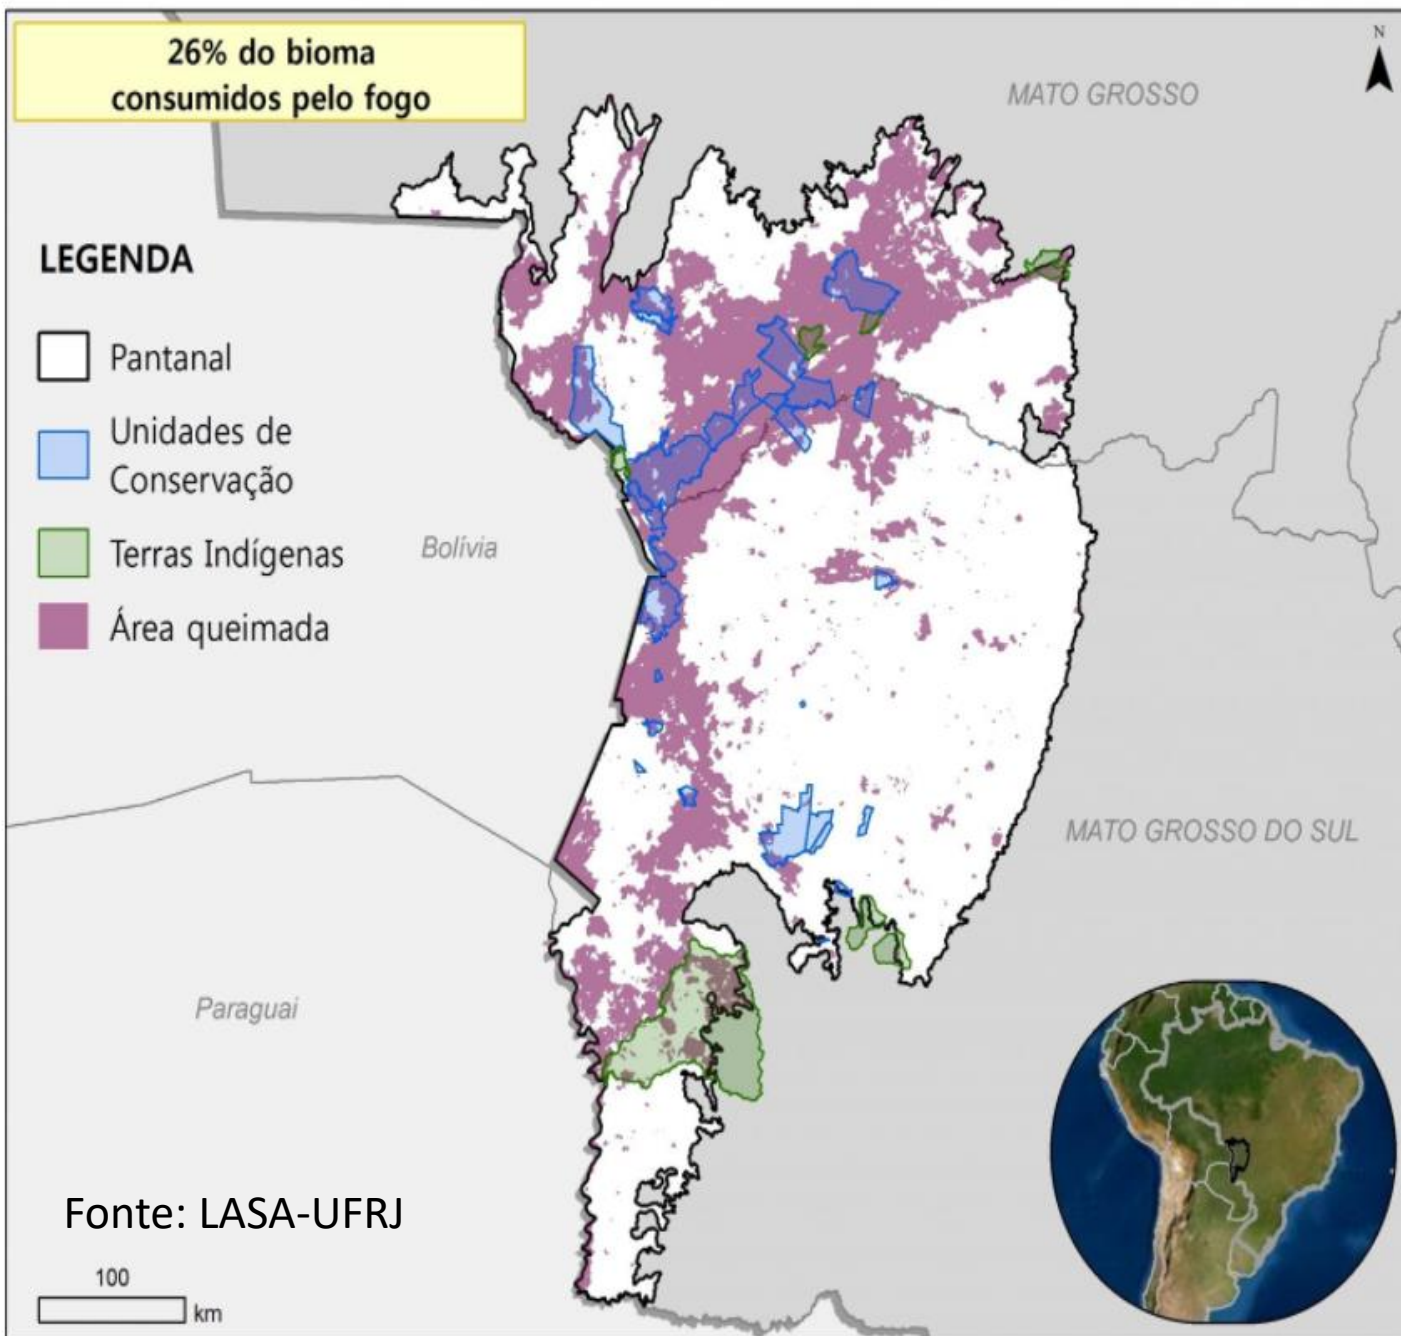 26% do bioma
consumidos pelo fogo
N
MATO GROSSO
LEGENDA
Pantanal
Unidades de
Conservação
Terras Indígenas
Área queimada
Bolívia
MATO GROSSO DO SUL
Paraguai
Fonte: LASA-UFRJ
100
km